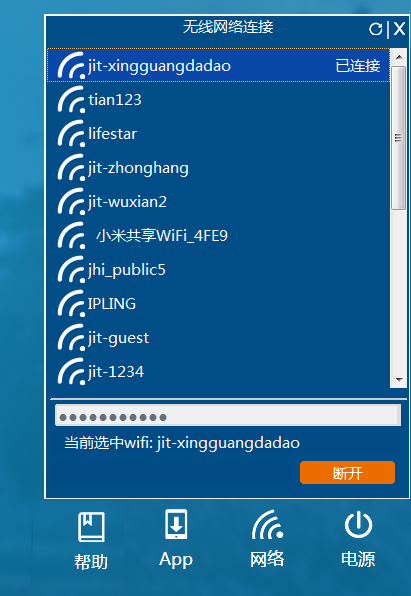 无线网络连接
jit-xingguangdadao 已连接
tian123
lifestar
jit-zhonghang
jit-wuxian2
小米共享WiFi_4FE9
jhi_public5
IPLING
jit-guest
jit-1234
●●●●●●●●●●●
当前选中wifi: jit-xingguangdadao
断开
帮助 App 网络 电源